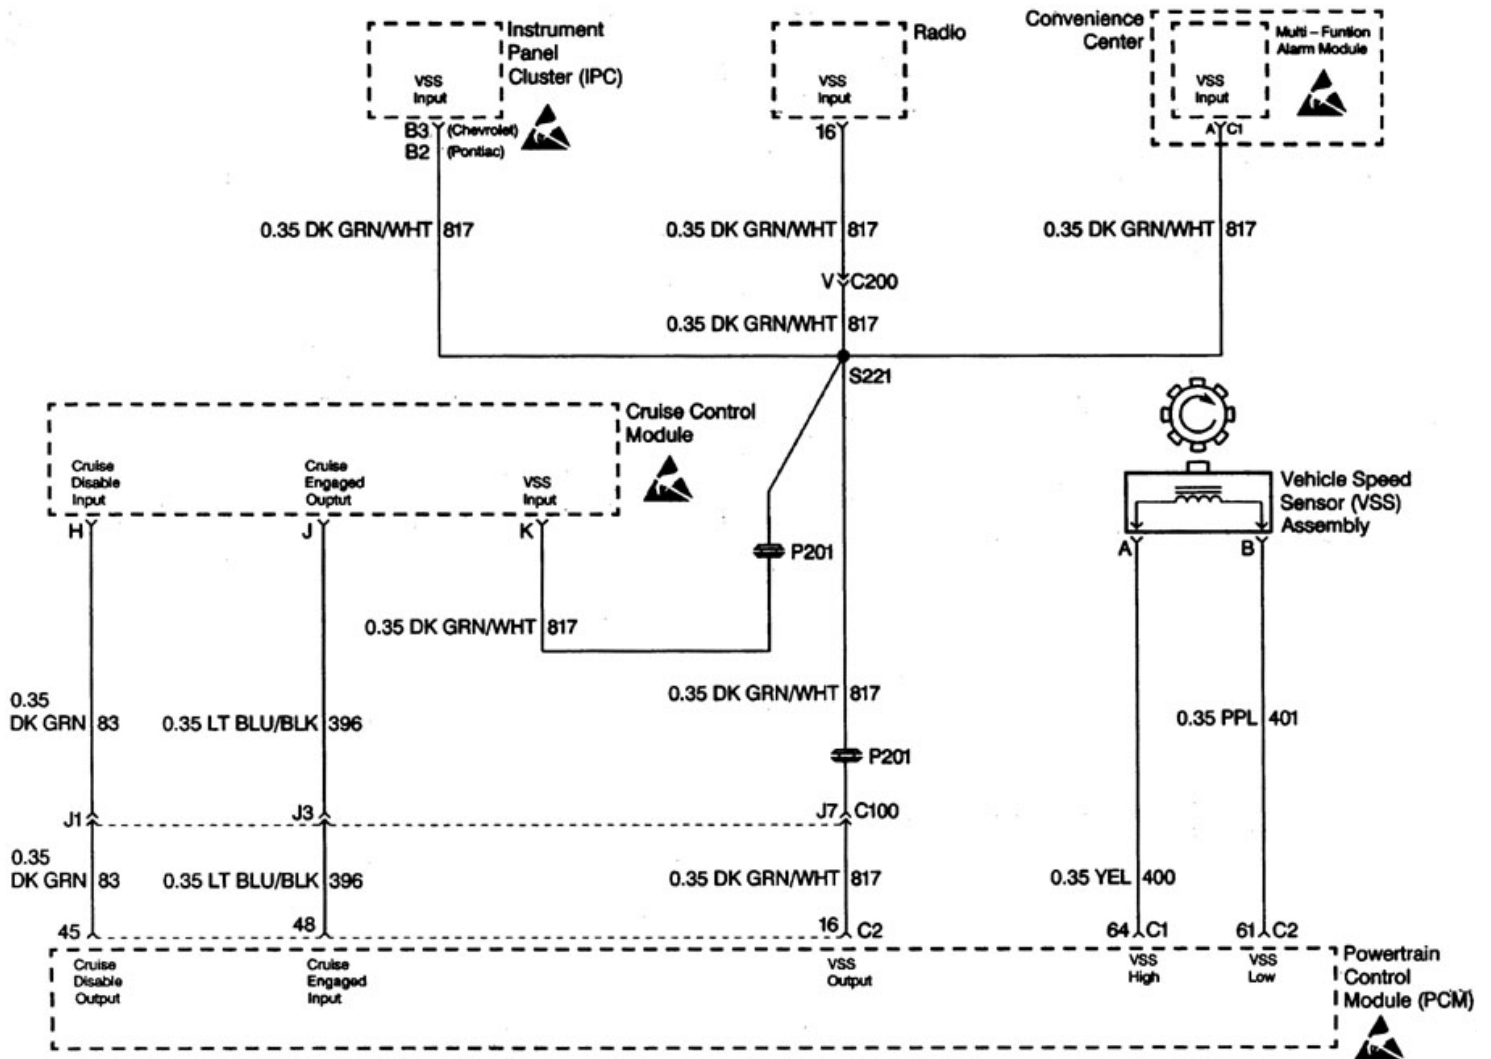 Instrument
Panel
Cluster (IPC)
VSS
Input
B3 (Chevrolet)
B2 (Pontiac)
Radio
VSS
Input
16
Convenience
Center
Multi – Funtion
Alarm Module
VSS
Input
A C1
0.35 DK GRN/WHT 817
0.35 DK GRN/WHT 817
0.35 DK GRN/WHT 817
V C200
0.35 DK GRN/WHT 817
S221
Cruise Control
Module
Cruise
Disable
Input
Cruise
Engaged
Ouptut
VSS
Input
H
J
K
Vehicle Speed
Sensor (VSS)
Assembly
A
B
P201
0.35 DK GRN/WHT 817
0.35
DK GRN 83
0.35 LT BLU/BLK 396
0.35 DK GRN/WHT 817
0.35 PPL 401
P201
J1
J3
J7 C100
0.35
DK GRN 83
0.35 LT BLU/BLK 396
0.35 DK GRN/WHT 817
0.35 YEL 400
45
48
16 C2
64 C1
61 C2
Cruise
Disable
Output
Cruise
Engaged
Input
VSS
Output
VSS
High
VSS
Low
Powertrain
Control
Module (PCM)